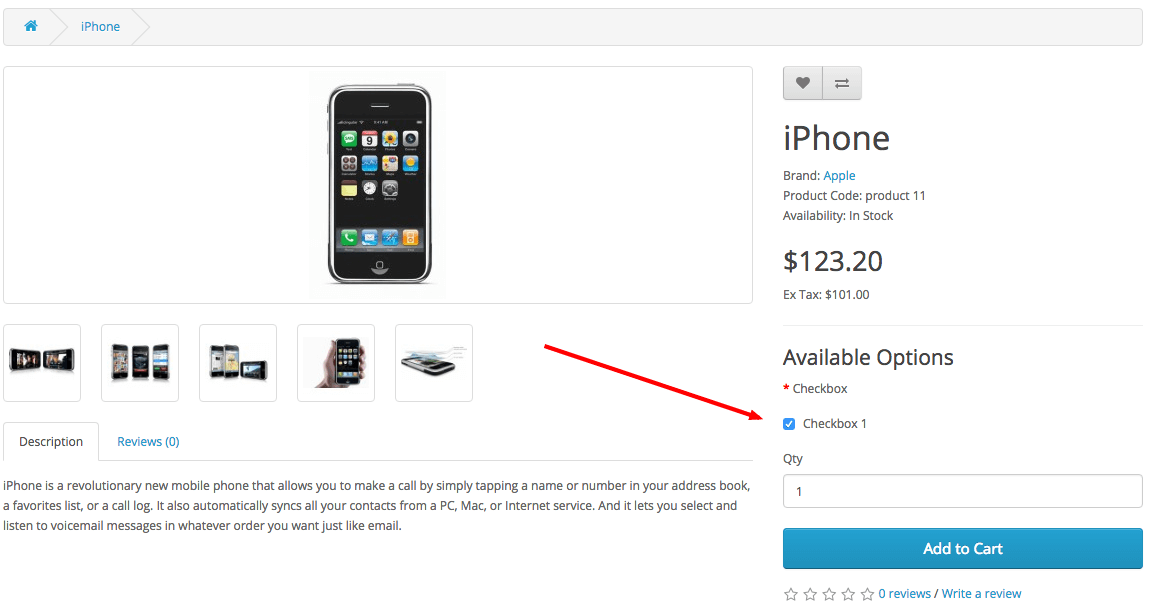 iPhone
iPhone
Brand: Apple
Product Code: product 11
Availability: In Stock
$123.20
Ex Tax: $101.00
Available Options
* Checkbox
Checkbox 1
Qty
1
Add to Cart
0 reviews / Write a review
Description
Reviews (0)
iPhone is a revolutionary new mobile phone that allows you to make a call by simply tapping a name or number in your address book,
a favorites list, or a call log. It also automatically syncs all your contacts from a PC, Mac, or Internet service. And it lets you select and
listen to voicemail messages in whatever order you want just like email.